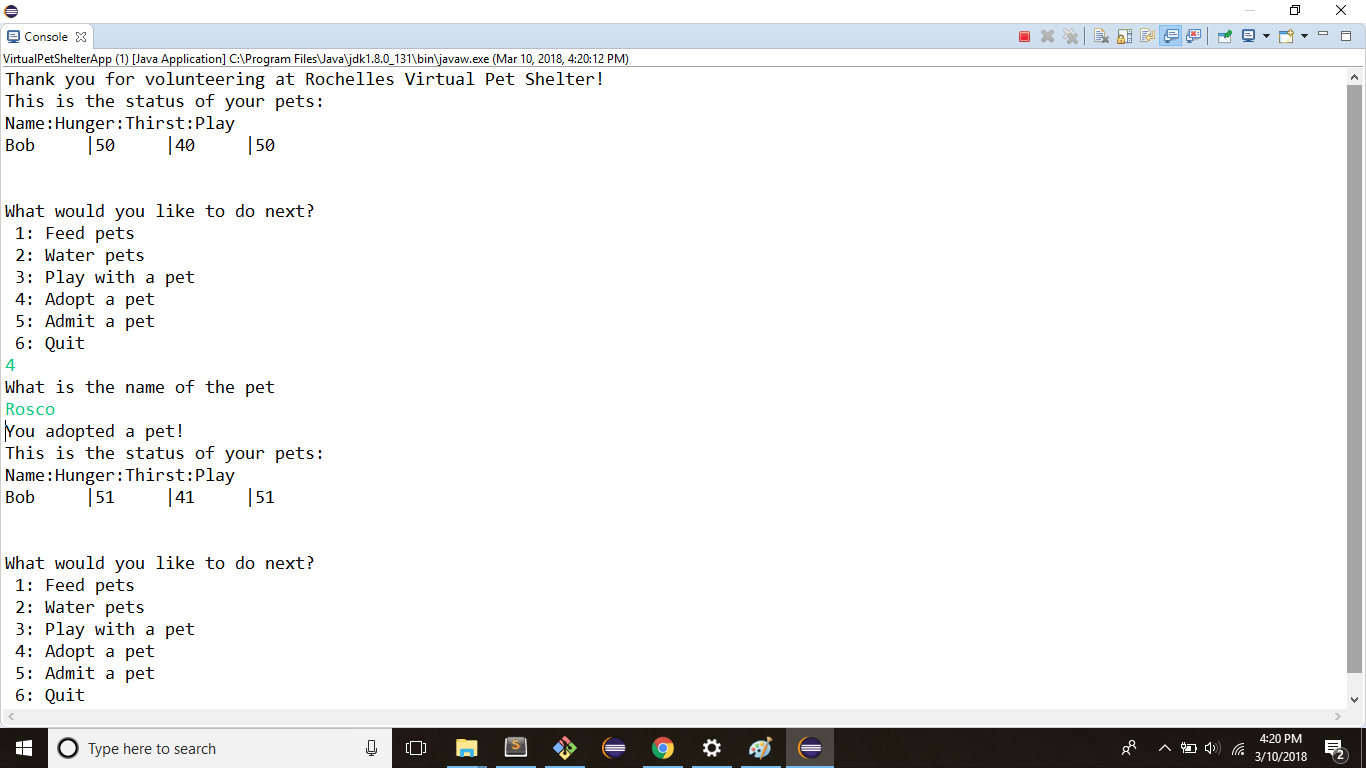 Console
VirtualPetShelterApp (1) [Java Application] C:\Program Files\Java\jdk1.8.0_131\bin\javaw.exe (Mar 10, 2018, 4:20:12 PM)
Thank you for volunteering at Rochelles Virtual Pet Shelter!
This is the status of your pets:
Name:Hunger:Thirst:Play
Bob     |50     |40     |50
What would you like to do next?
1: Feed pets
2: Water pets
3: Play with a pet
4: Adopt a pet
5: Admit a pet
6: Quit
4
What is the name of the pet
Rosco
You adopted a pet!
This is the status of your pets:
Name:Hunger:Thirst:Play
Bob     |51     |41     |51
What would you like to do next?
1: Feed pets
2: Water pets
3: Play with a pet
4: Adopt a pet
5: Admit a pet
6: Quit
Type here to search
S
4:20 PM
3/10/2018
2